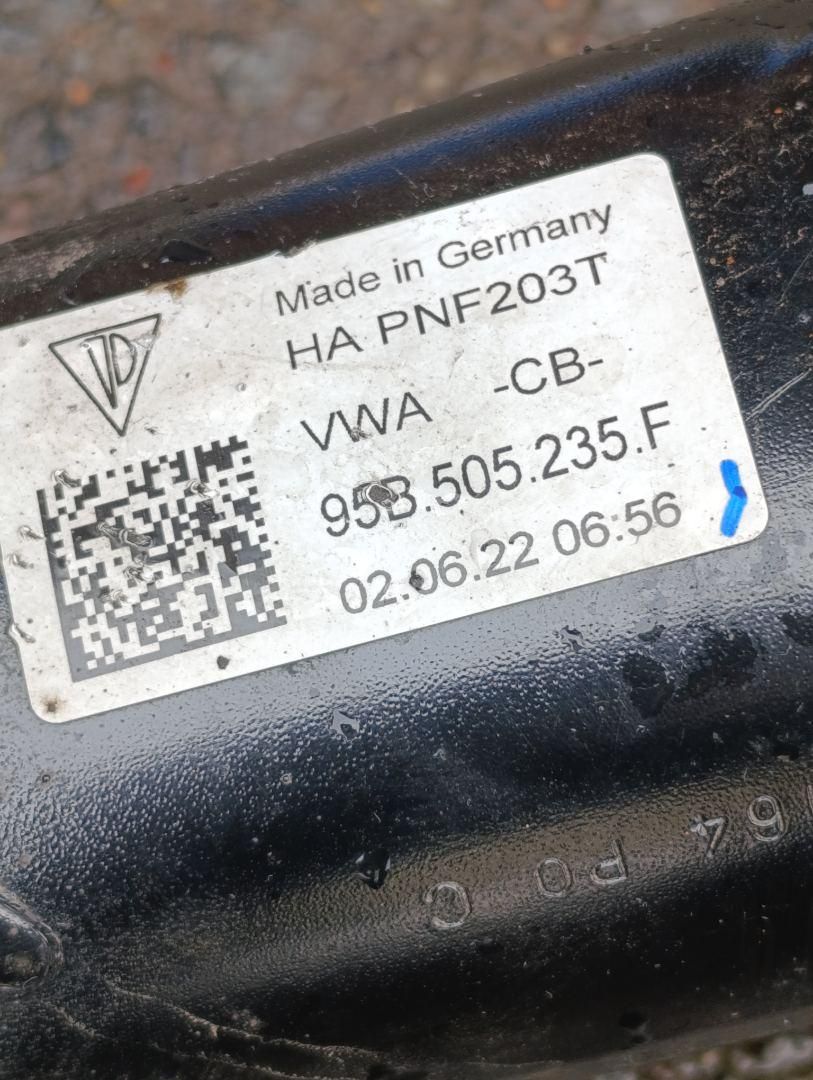 Made in Germany
HA PNF203T
VWA -CB-
95B.505.235.F
02.06.22 06:56